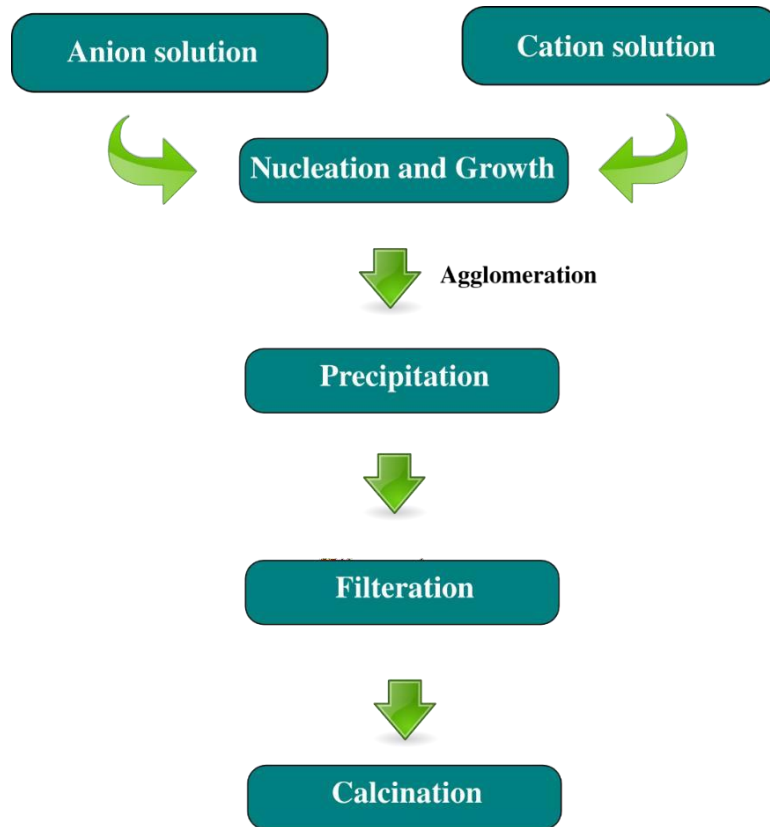 Anion solution
Cation solution
Nucleation and Growth
Agglomeration
Precipitation
Filteration
Calcination